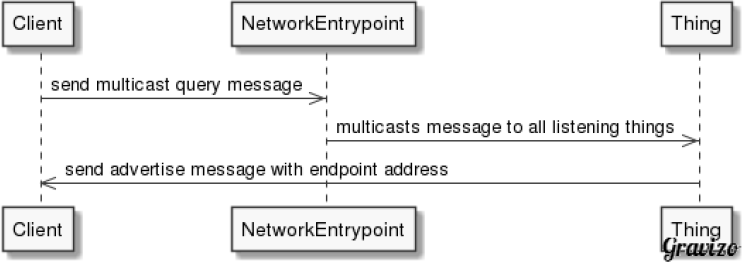 Client
NetworkEntrypoint
Thing
send multicast query message
multicasts message to all listening things
send advertise message with endpoint address
Client
NetworkEntrypoint
Thing
Gravizo